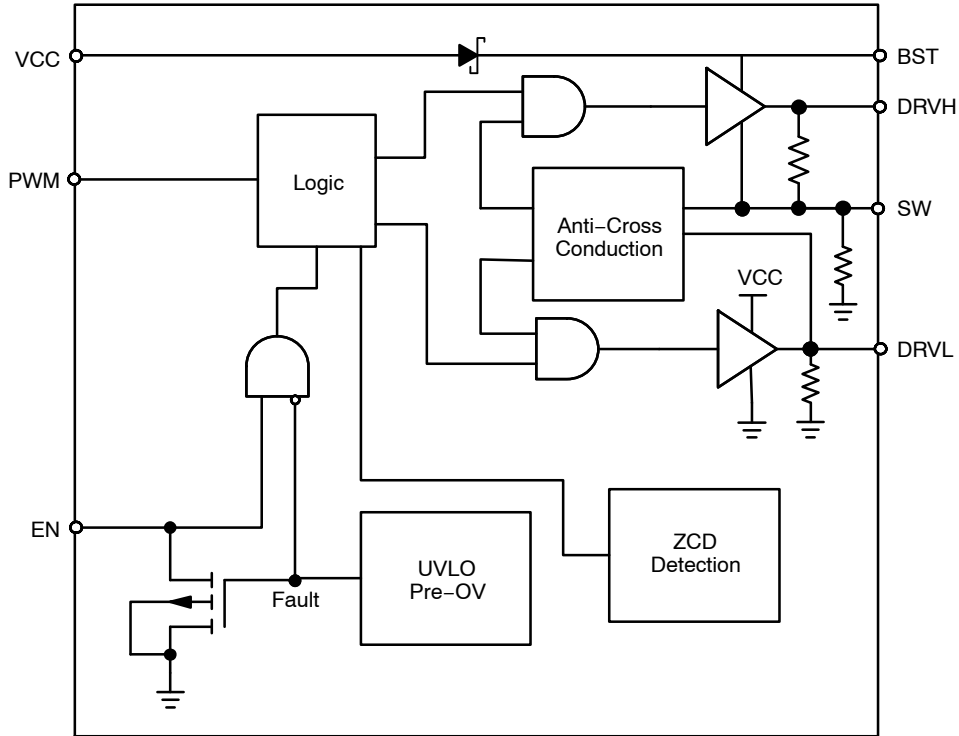 VCC
BST
DRVH
PWM
Logic
SW
Anti−Cross
Conduction
VCC
DRVL
EN
ZCD
Detection
UVLO
Pre−OV
Fault